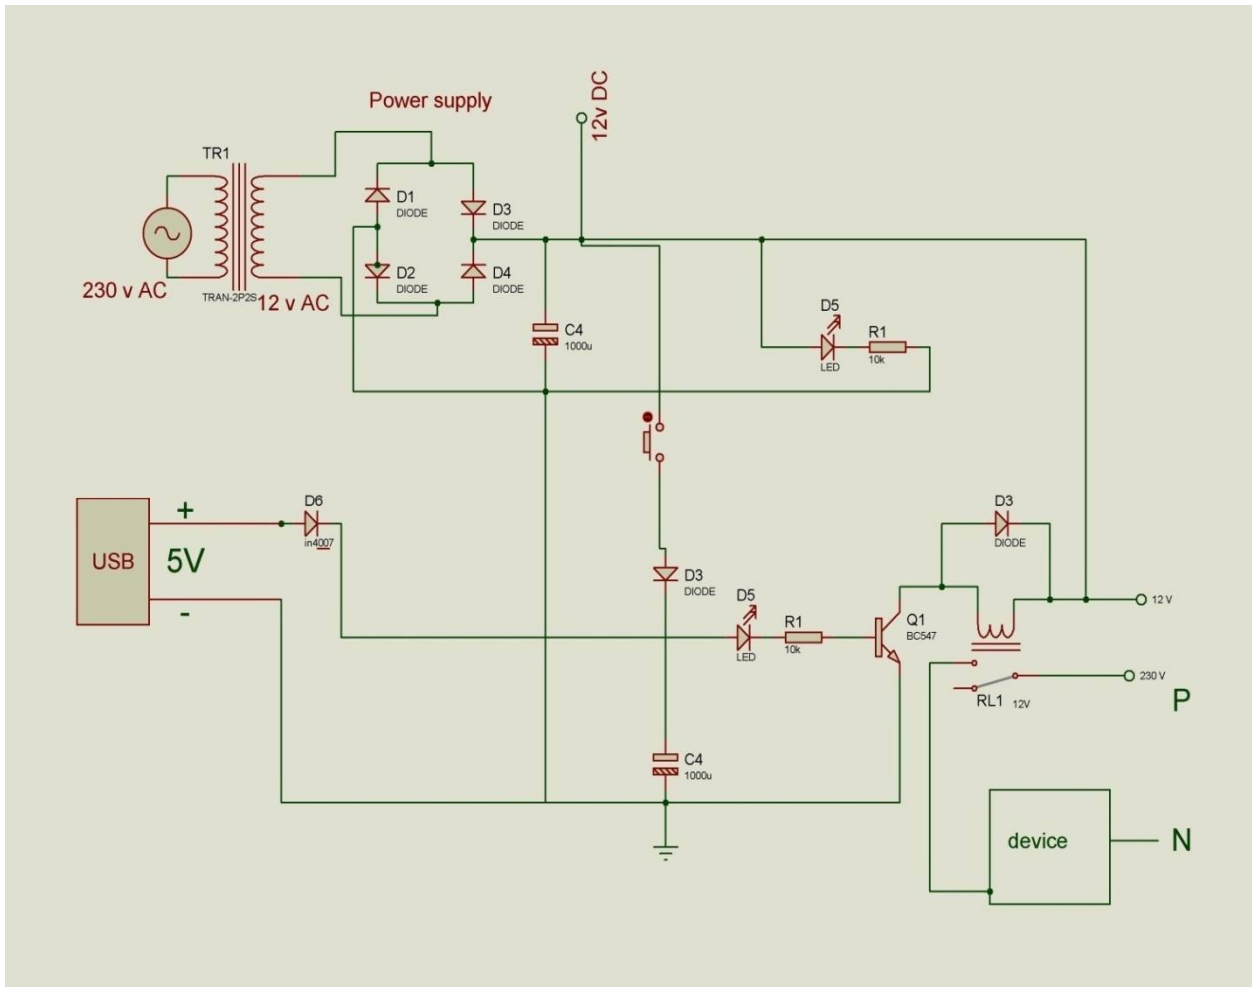 Power supply
12v DC
TR1
D1
DIODE
D3
DIODE
D2
DIODE
D4
DIODE
230 v AC
TRAN-2P2S
12 v AC
C4
1000u
D5
LED
R1
10k
USB
+
5V
-
D6
in4007
D3
DIODE
D5
LED
R1
10k
Q1
BC547
D3
DIODE
12 V
230 V
P
RL1
12V
C4
1000u
device
N